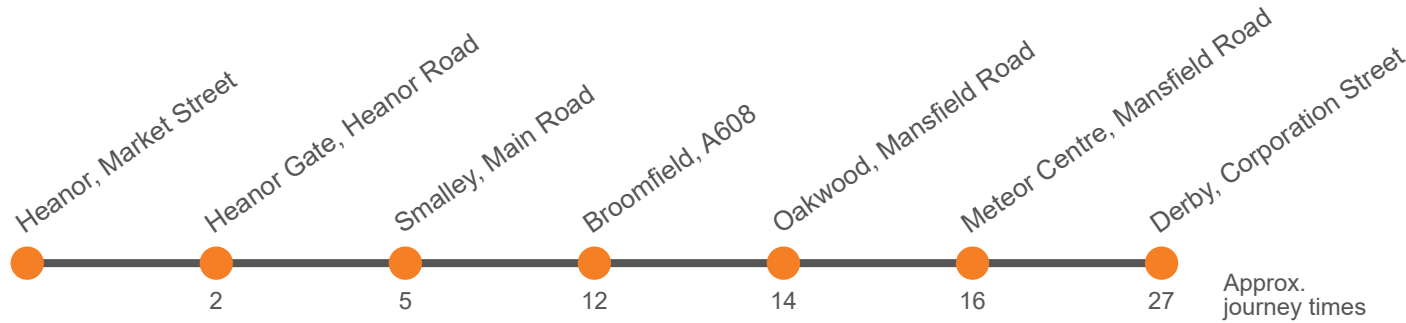 Heanor, Market Street
Heanor Gate, Heanor Road
Smalley, Main Road
Broomfield, A608
Oakwood, Mansfield Road
Meteor Centre, Mansfield Road
Derby, Corporation Street
2 5 12 14 16 27
Approx.
journey times